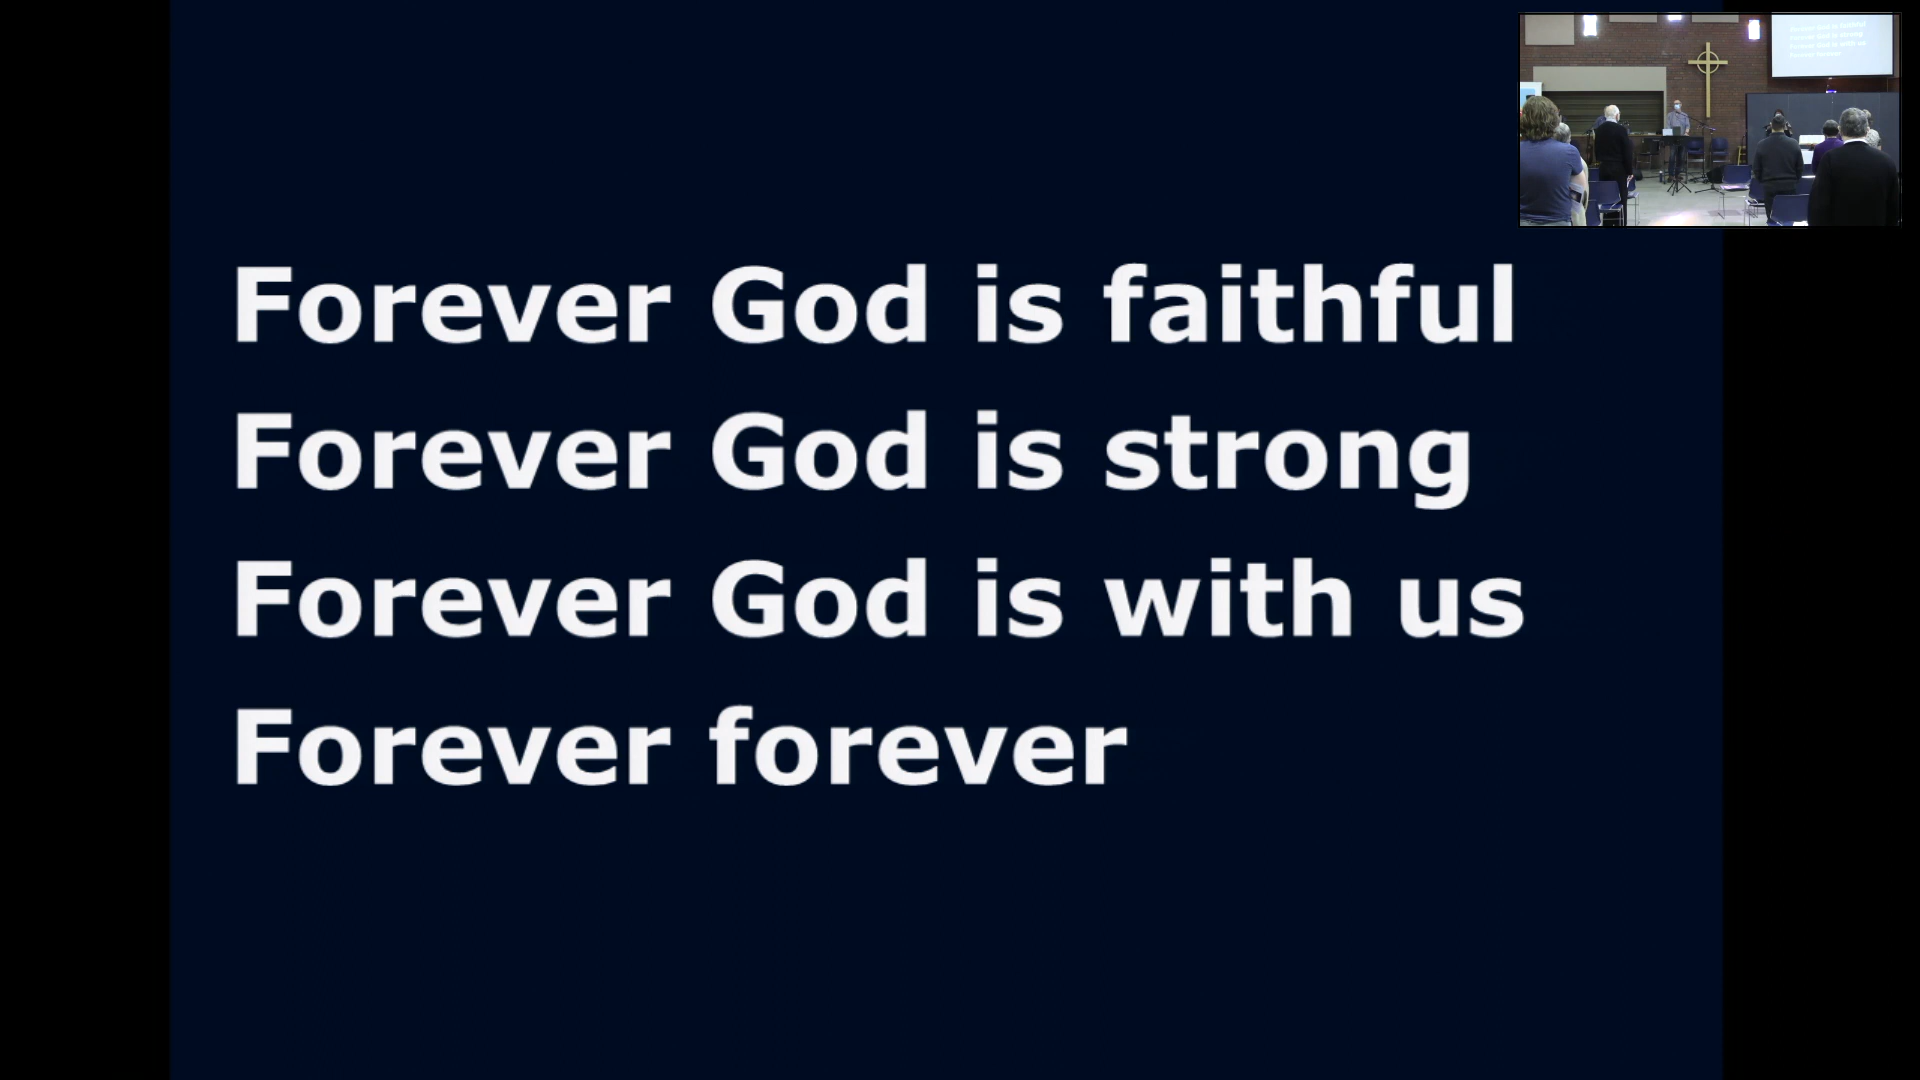 Forever God is faithful
Forever God is strong
Forever God is with us
Forever forever